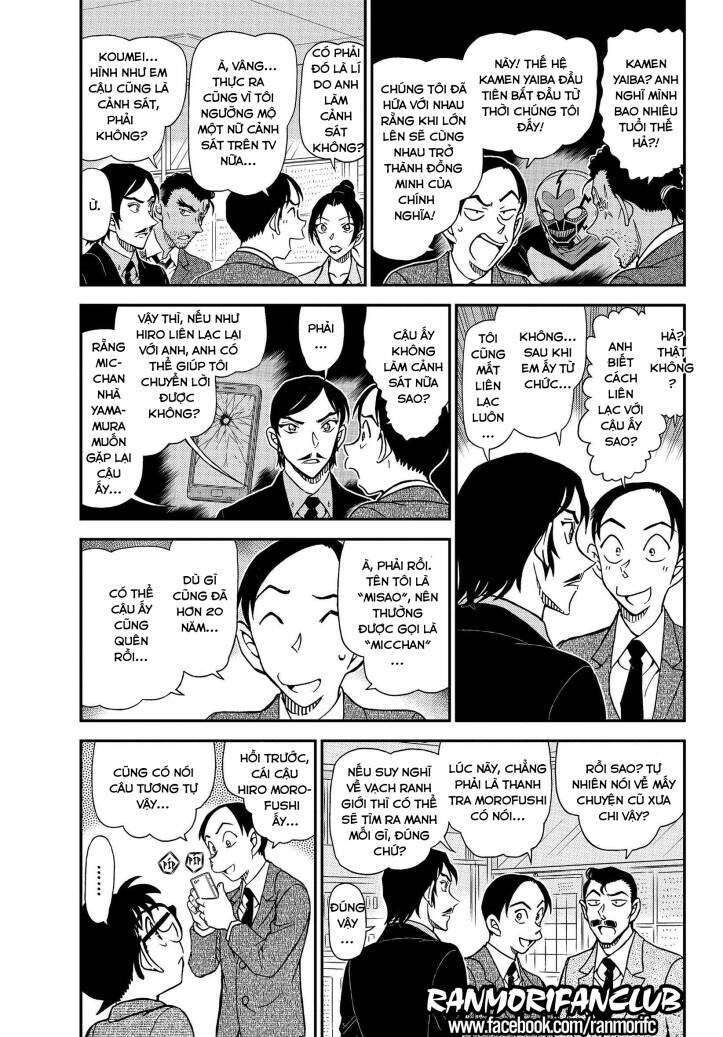 KAMEN
YAIBA? ANH
NGHĨ MÌNH
BAO NHIÊU
TUỔI THẾ
HẢ?!
NÀY! THẾ HỆ
KAMEN YAIBA ĐẦU
TIÊN BẮT ĐẦU TỪ
THỜI CHÚNG TÔI
ĐẤY!
CHÚNG TÔI ĐÃ
HỨA VỚI NHAU
RẰNG KHI LỚN
LÊN SẼ CÙNG
NHAU TRỞ
THÀNH ĐỒNG
MINH CỦA
CHÍNH
NGHĨA!
CÓ PHẢI
ĐÓ LÀ LÍ
DO ANH
LÀM
CẢNH
SÁT
KHÔNG?
À, VÂNG...
THỰC RA
CŨNG VÌ TÔI
NGƯỠNG MỘ
MỘT NỮ CẢNH
SÁT TRÊN TV
NỮA...
KOUMEI...
HÌNH NHƯ EM
CẬU CŨNG LÀ
CẢNH SÁT,
PHẢI
KHÔNG?
Ừ.
HẢ?
THẬT
KHÔNG
?
ANH
BIẾT
CÁCH
LIÊN
LẠC VỚI
CẬU ẤY
SAO?
KHÔNG...
SAU KHI
EM ẤY TỪ
CHỨC...
TÔI
CŨNG
MẤT
LIÊN
LẠC
LUÔN
...
CẬU ẤY
KHÔNG
LÀM CẢNH
SÁT NỮA
SAO?
PHẢI
...
VẬY THÌ, NẾU NHƯ
HIRO LIÊN LẠC LẠI
VỚI ANH, ANH CÓ
THỂ GIÚP TÔI
CHUYỂN LỜI
ĐƯỢC
KHÔNG?
RẰNG
MIC-
CHAN
NHÀ
YAMA-
MURA
MUỐN
GẶP LẠI
CẬU
ẤY...
À, PHẢI RỒI.
TÊN TÔI LÀ
“MISAO”, NÊN
THƯỜNG
ĐƯỢC GỌI LÀ
“MICCHAN”
...
DÙ GÌ
CŨNG ĐÃ
HƠN 20
NĂM...
CÓ THỂ
CẬU ẤY
CŨNG
QUÊN
RỒI...
RỒI SAO? TỰ
NHIÊN NÓI VỀ MẤY
CHUYỆN CŨ XƯA
CHI VẬY?
LÚC NÃY, CHẲNG
PHẢI LÀ THANH
TRA MOROFUSHI
CÓ NÓI...
NẾU SUY NGHĨ
VỀ VẠCH RANH
GIỚI THÌ CÓ THỂ
SẼ TÌM RA MANH
MỐI GÌ, ĐÚNG
CHỨ?
ĐÚNG
VẬY
...
HỒI TRƯỚC,
CÁI CẬU
HIRO MORO-
FUSHI
ẤY...
CŨNG CÓ NÓI
CÂU TƯƠNG TỰ
VẬY...
PÍP
PÍP
......
RANMORIFANCLUB
www.facebook.com/ranmorifc